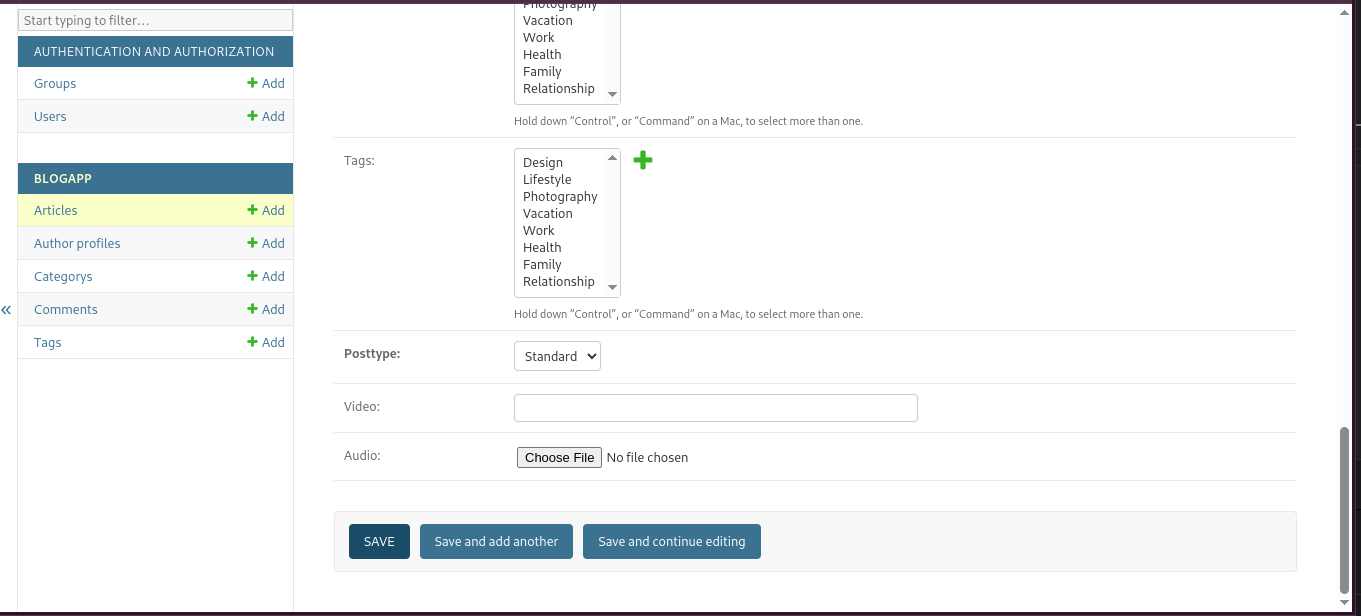 Start typing to filter...
AUTHENTICATION AND AUTHORIZATION
Groups
+ Add
Users
+ Add
BLOGAPP
Articles
+ Add
Author profiles
+ Add
Categorys
+ Add
Comments
+ Add
Tags
+ Add
«
Photography
Vacation
Work
Health
Family
Relationship
Hold down “Control”, or “Command” on a Mac, to select more than one.
Tags:
Design
Lifestyle
Photography
Vacation
Work
Health
Family
Relationship
Hold down “Control”, or “Command” on a Mac, to select more than one.
Posttype:
Standard
Video:
Audio:
Choose File No file chosen
SAVE
Save and add another
Save and continue editing